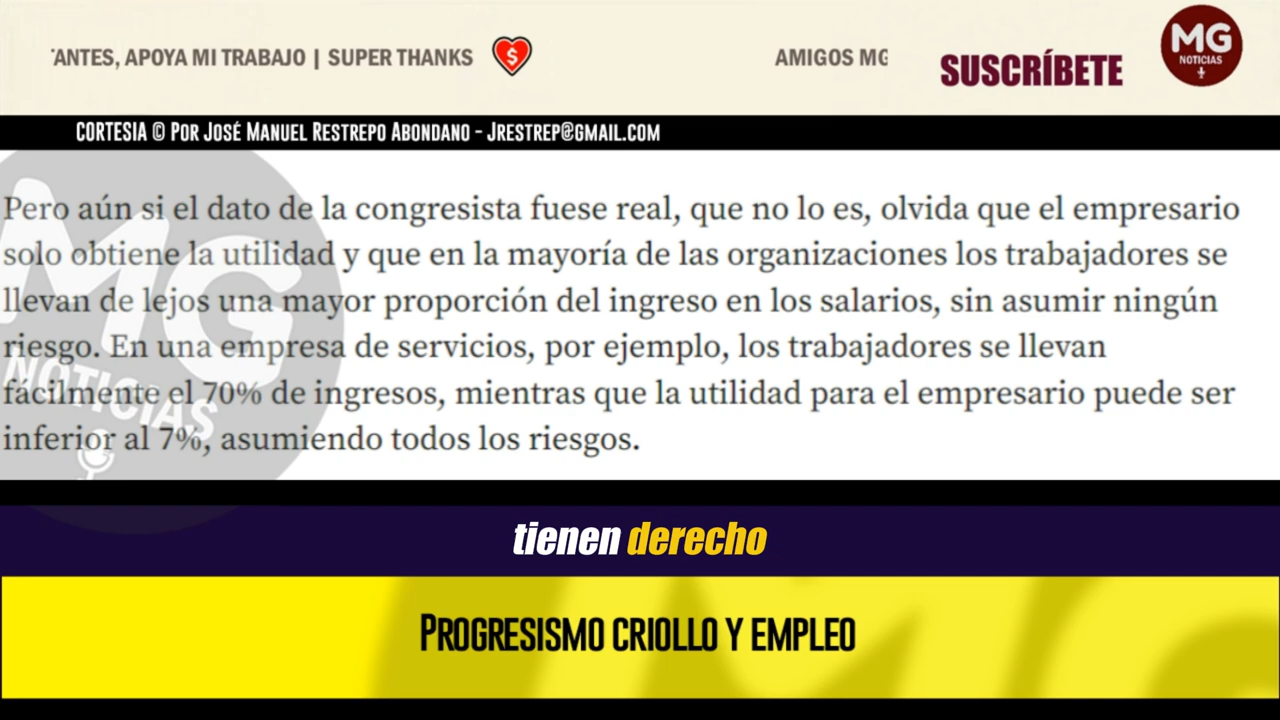 'ANTES, APOYA MI TRABAJO | SUPER THANKS
$
AMIGOS MG
SUSCRÍBETE
MG
NOTICIAS
CORTESIA © POR JOSÉ MANUEL RESTREPO ABONDANO - JRESTREP@GMAIL.COM
Pero aún si el dato de la congresista fuese real, que no lo es, olvida que el empresario
solo obtiene la utilidad y que en la mayoría de las organizaciones los trabajadores se
llevan de lejos una mayor proporción del ingreso en los salarios, sin asumir ningún
riesgo. En una empresa de servicios, por ejemplo, los trabajadores se llevan
fácilmente el 70% de ingresos, mientras que la utilidad para el empresario puede ser
inferior al 7%, asumiendo todos los riesgos.
MG
NOTICIAS
tienen derecho
PROGRESISMO CRIOLLO Y EMPLEO